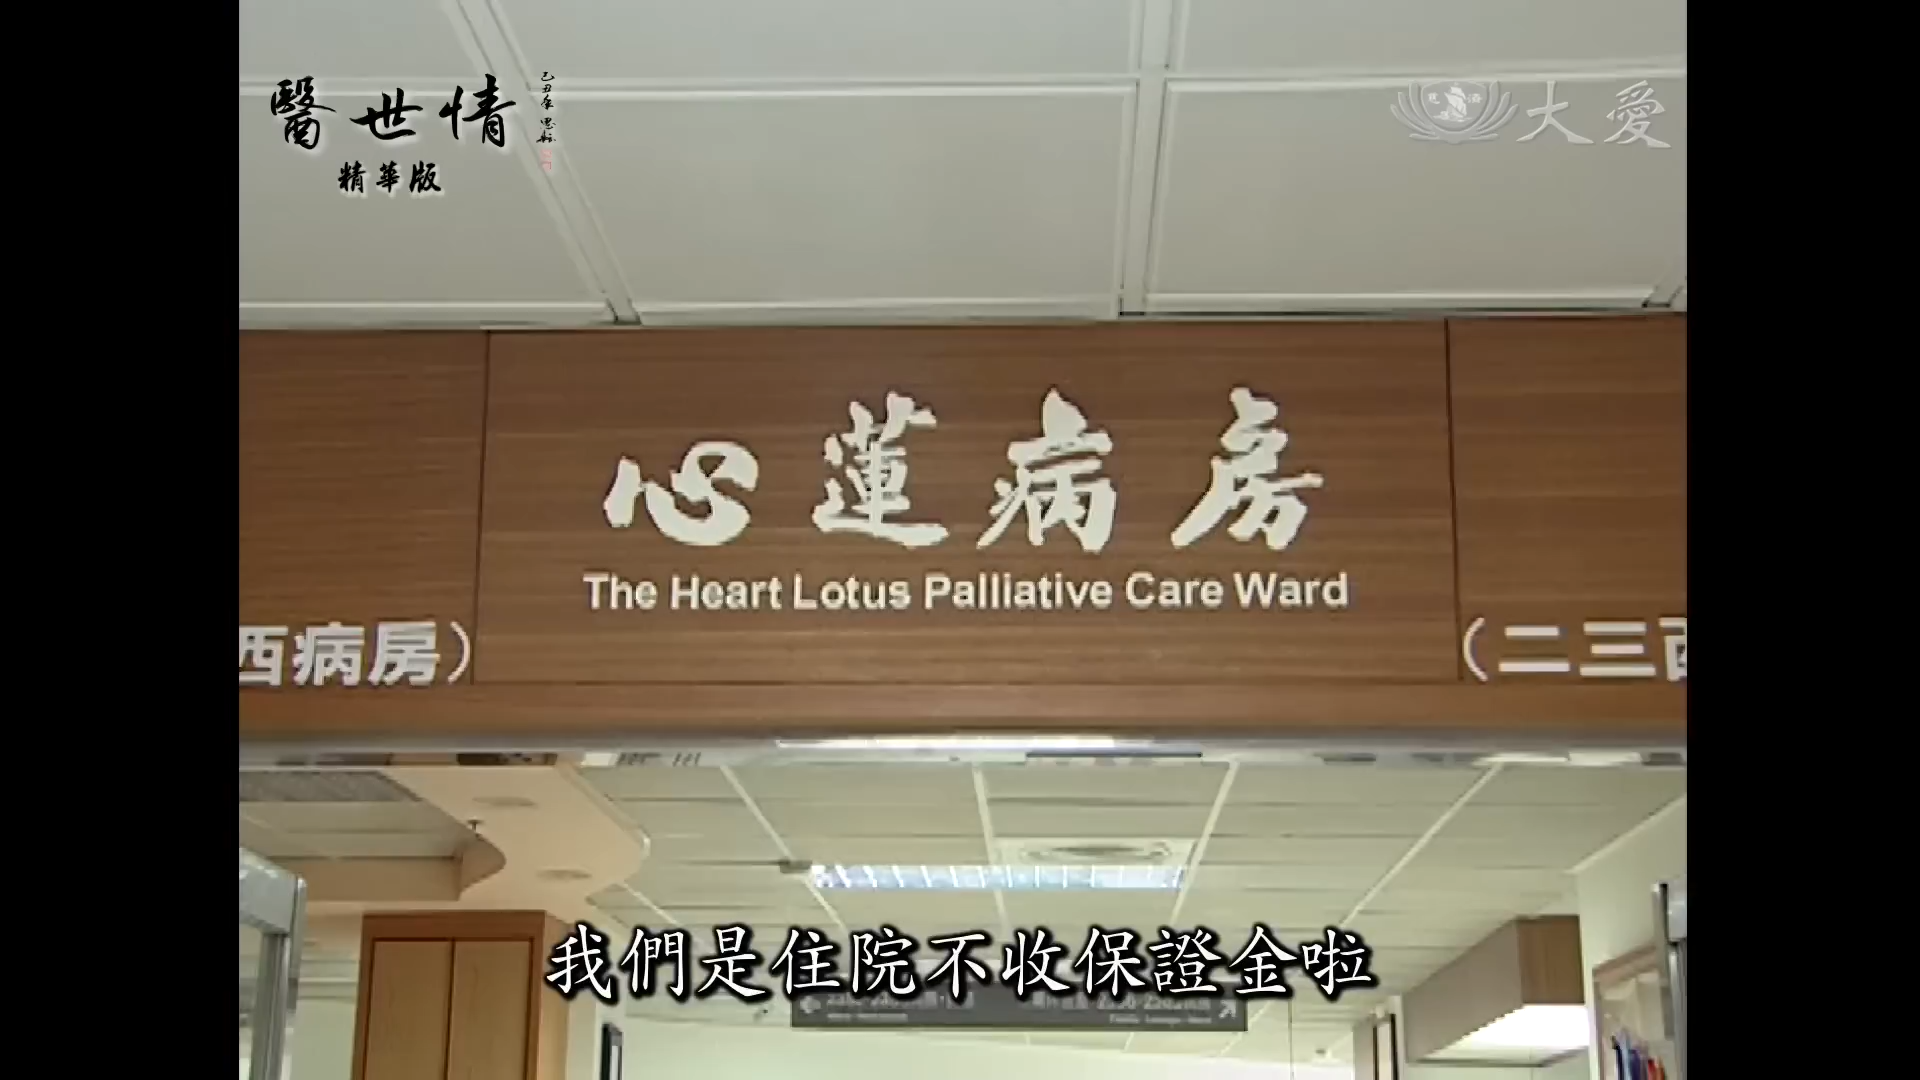 醫世情
精華版
大愛
心蓮病房
The Heart Lotus Palliative Care Ward
西病房）
（二三西
我們是住院不收保證金啦